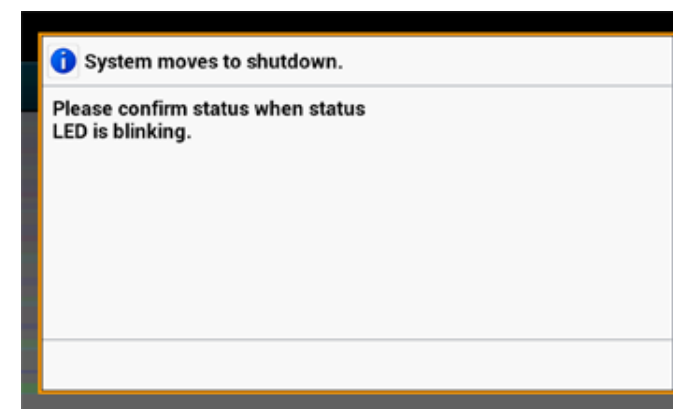 System moves to shutdown.
Please confirm status when status
LED is blinking.